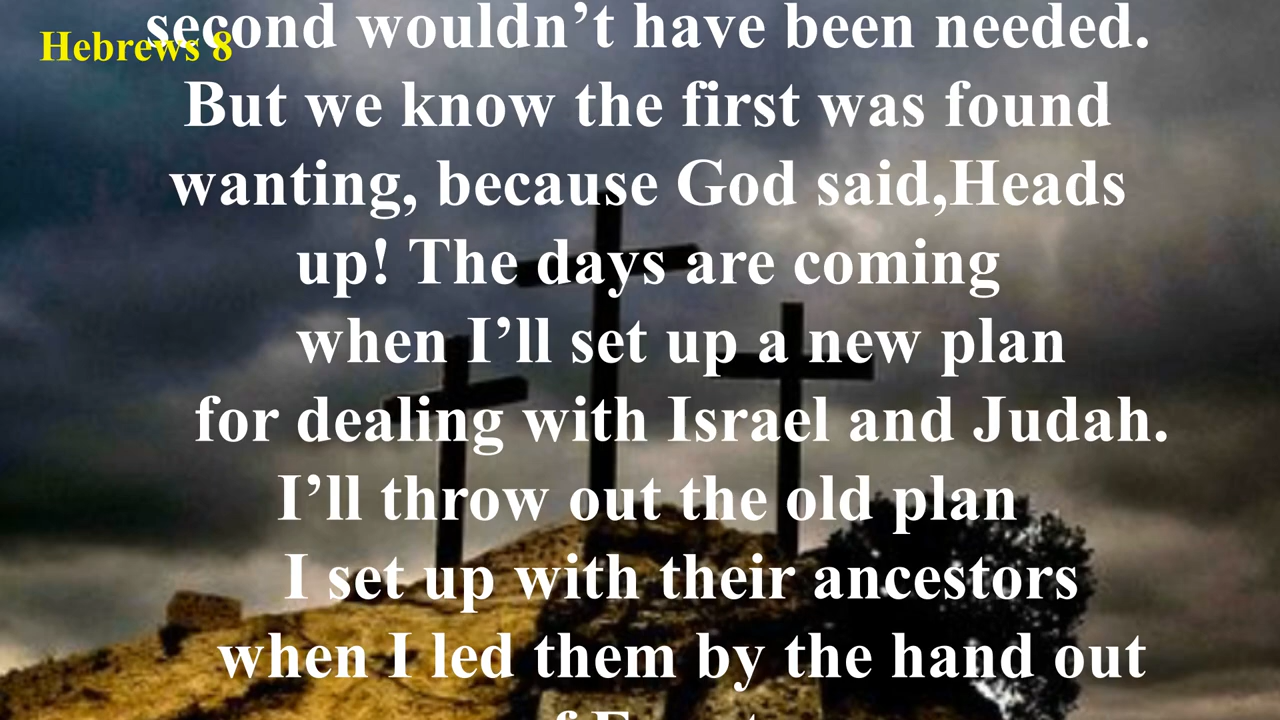 Hebrews 8
second wouldn’t have been needed.
But we know the first was found
wanting, because God said,Heads
up! The days are coming
when I’ll set up a new plan
for dealing with Israel and Judah.
I’ll throw out the old plan
I set up with their ancestors
when I led them by the hand out